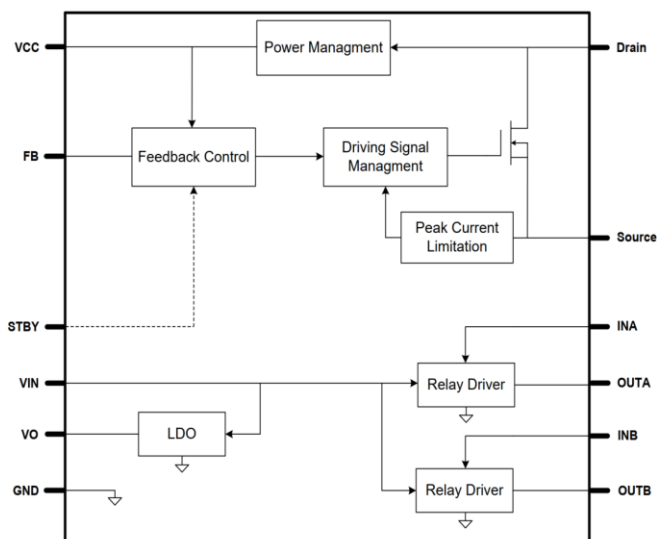 VCC
Power Managment
Drain
FB
Feedback Control
Driving Signal
Managment
Peak Current
Limitation
Source
STBY
INA
VIN
Relay Driver
OUTA
VO
LDO
INB
GND
Relay Driver
OUTB